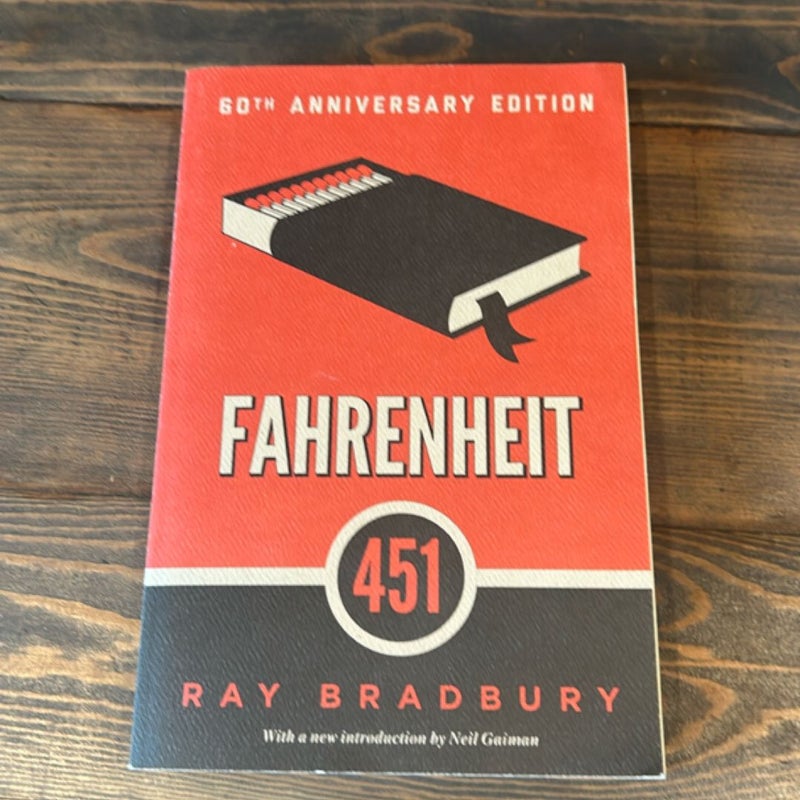 60TH ANNIVERSARY EDITION
FAHRENHEIT
451
RAY BRADBURY
With a new introduction by Neil Gaiman